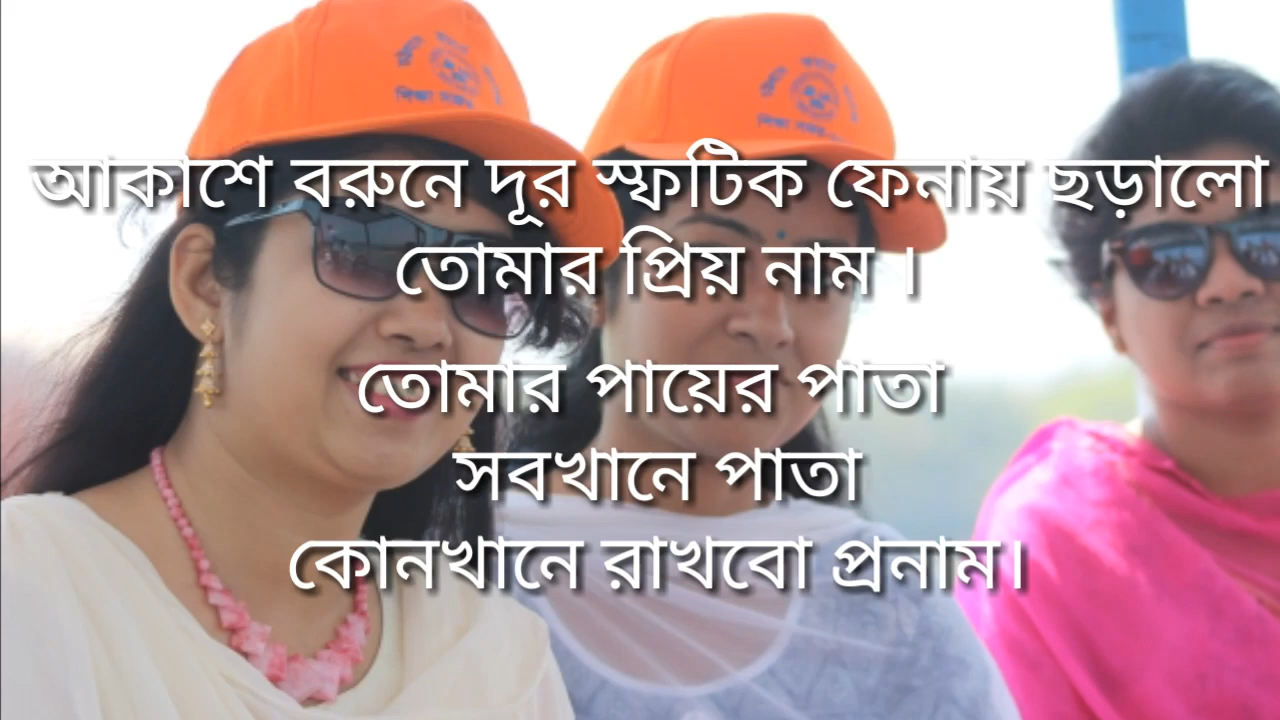 আকাশে বরুনে দূর স্ফটিক ফেনায় ছড়ালো
তোমার প্রিয় নাম ।
তোমার পায়ের পাতা
সবখানে পাতা
কোনখানে রাখবো প্রনাম।